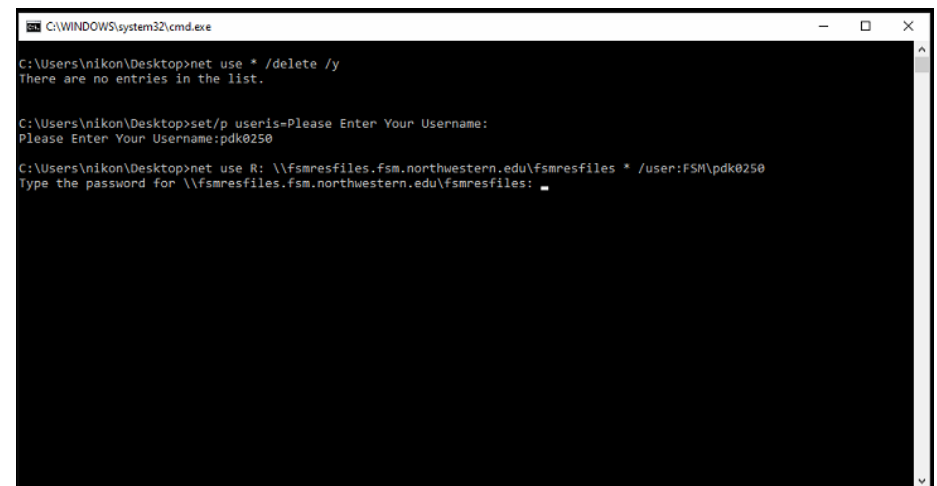 C:\WINDOWS\system32\cmd.exe
C:\Users\nikon\Desktop>net use * /delete /y
There are no entries in the list.
C:\Users\nikon\Desktop>set/p useris=Please Enter Your Username:
Please Enter Your Username:pdk0250
C:\Users\nikon\Desktop>net use R: \\fsmresfiles.fsm.northwestern.edu\fsmresfiles * /user:FSM\pdk0250
Type the password for \\fsmresfiles.fsm.northwestern.edu\fsmresfiles: